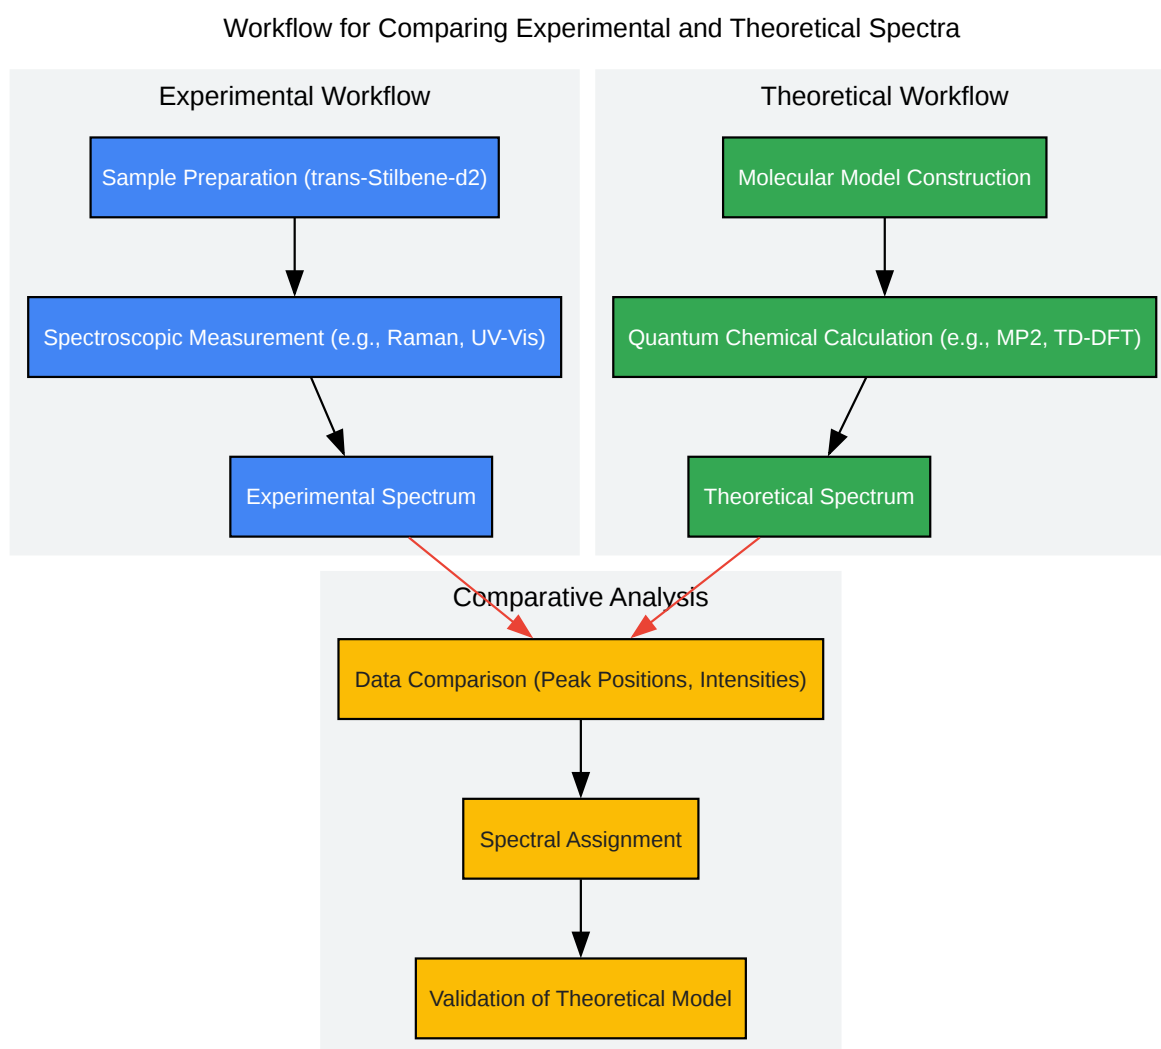 Workflow for Comparing Experimental and Theoretical Spectra
Experimental Workflow
Sample Preparation (trans-Stilbene-d2)
Spectroscopic Measurement (e.g., Raman, UV-Vis)
Experimental Spectrum
Theoretical Workflow
Molecular Model Construction
Quantum Chemical Calculation (e.g., MP2, TD-DFT)
Theoretical Spectrum
Comparative Analysis
Data Comparison (Peak Positions, Intensities)
Spectral Assignment
Validation of Theoretical Model